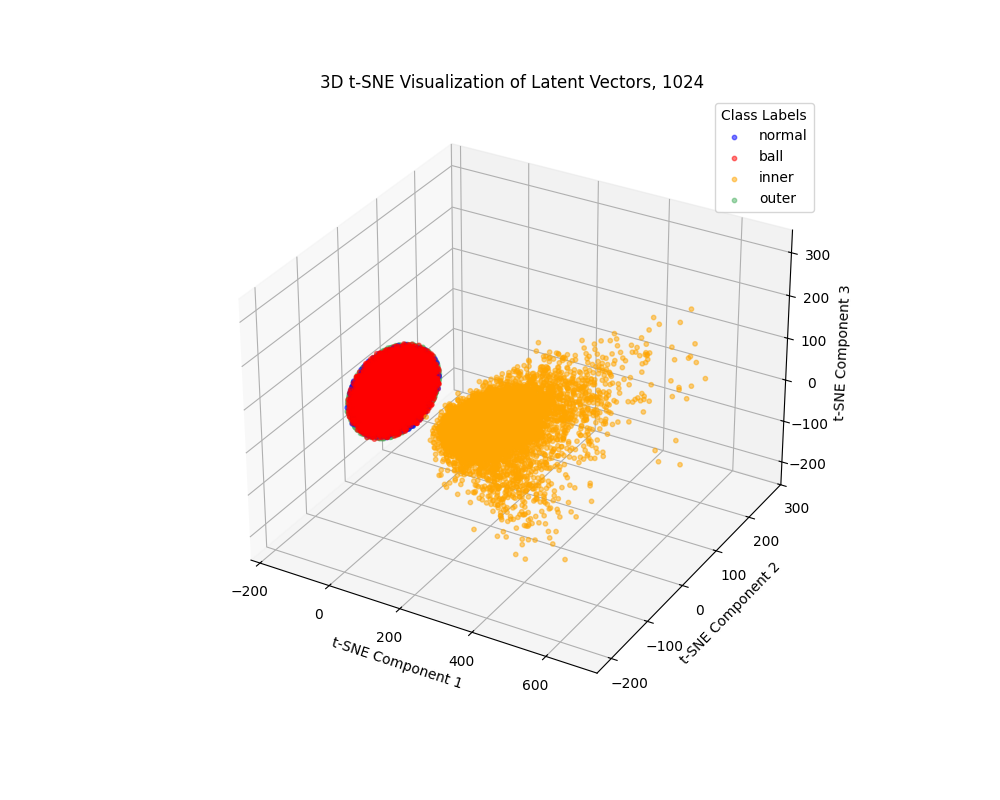 3D t-SNE Visualization of Latent Vectors, 1024
Class Labels
normal
ball
inner
outer
300
200
100
0
−100
−200
t-SNE Component 3
−200
0
200
400
600
t-SNE Component 1
300
200
100
0
−100
−200
t-SNE Component 2